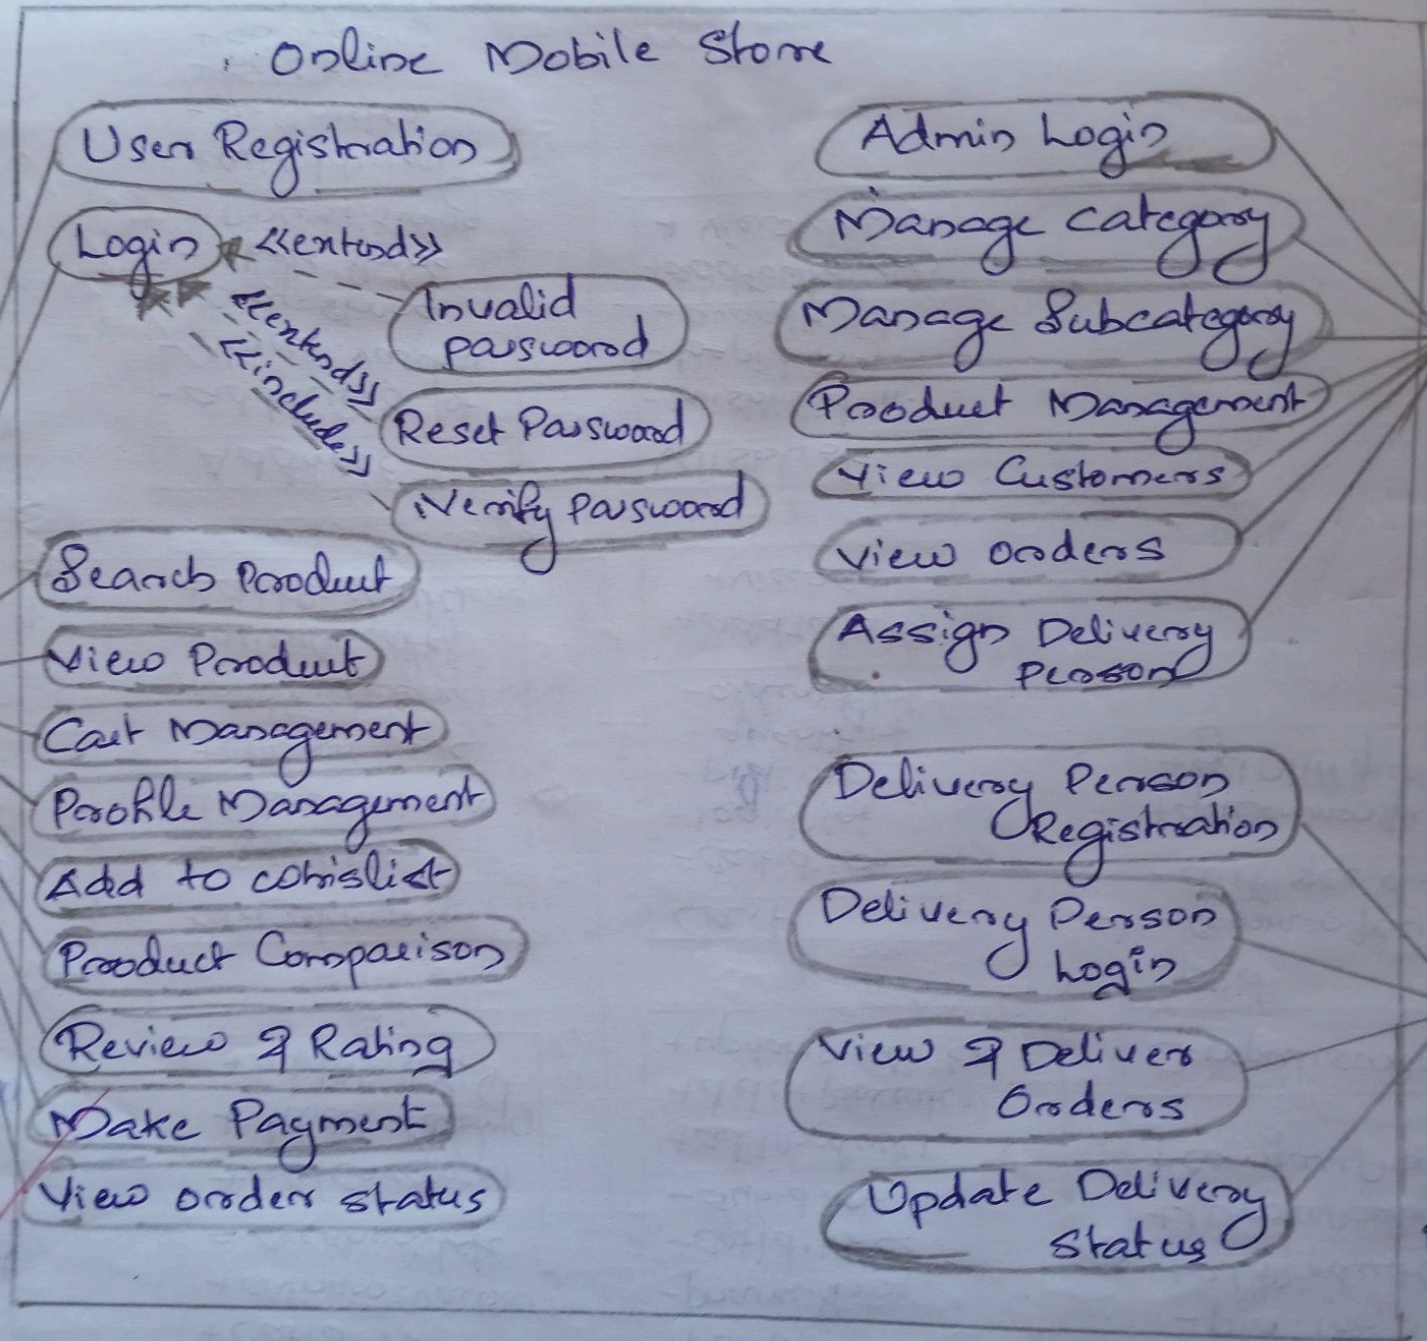 Online Mobile Store
User Registration
Login
<<extend>>
Invalid
password
<<extend>>
Reset Password
<<include>>
Verify password
Search Product
View Product
Cart Management
Profile Management
Add to whislist
Product Comparison
Review & Rating
Make Payment
View order status
Admin Login
Manage Category
Manage Subcategory
Product Management
View Customers
View orders
Assign Delivery
Person
Delivery Person
Registration
Delivery Person
Login
View & Deliver
Orders
Update Delivery
Status